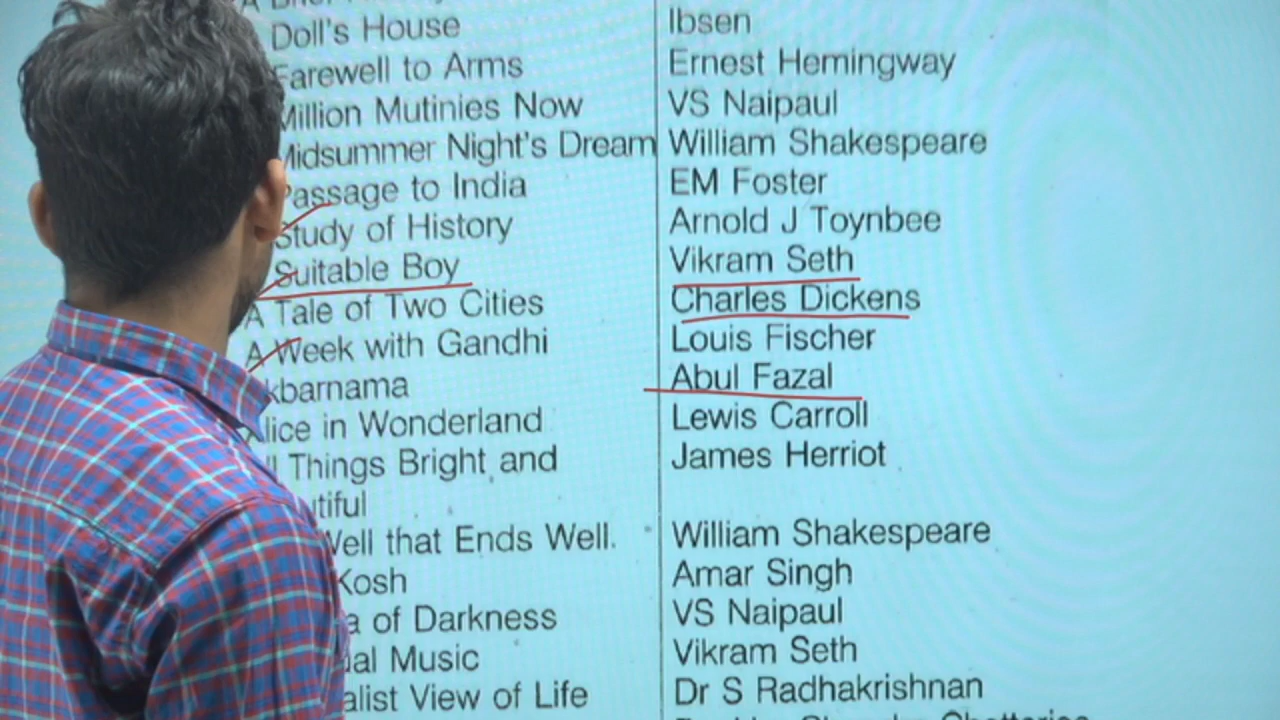 Doll's House Ibsen
Farewell to Arms Ernest Hemingway
Million Mutinies Now VS Naipaul
Midsummer Night's Dream William Shakespeare
Passage to India EM Foster
Study of History Arnold J Toynbee
Suitable Boy Vikram Seth
A Tale of Two Cities Charles Dickens
A Week with Gandhi Louis Fischer
kbarnama Abul Fazal
lice in Wonderland Lewis Carroll
ll Things Bright and James Herriot
utiful
Well that Ends Well. William Shakespeare
Kosh Amar Singh
a of Darkness VS Naipaul
ual Music Vikram Seth
alist View of Life Dr S Radhakrishnan